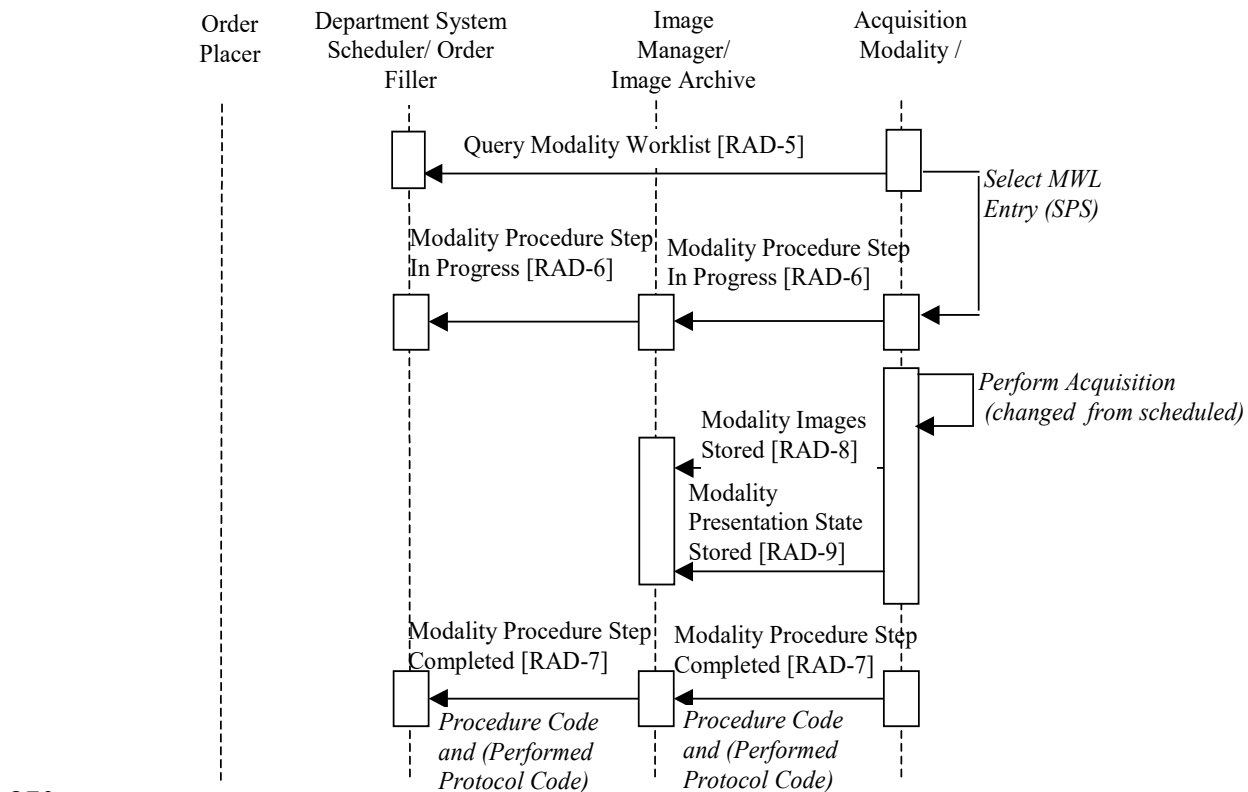 Order
Placer
Department System
Scheduler/ Order
Filler
Image
Manager/
Image Archive
Acquisition
Modality /
Query Modality Worklist [RAD-5]
Select MWL
Entry (SPS)
Modality Procedure Step
In Progress [RAD-6]
Modality Procedure Step
In Progress [RAD-6]
Perform Acquisition
(changed from scheduled)
Modality Images
Stored [RAD-8]
Modality
Presentation State
Stored [RAD-9]
Modality Procedure Step
Completed [RAD-7]
Modality Procedure Step
Completed [RAD-7]
Procedure Code
and (Performed
Protocol Code)
Procedure Code
and (Performed
Protocol Code)